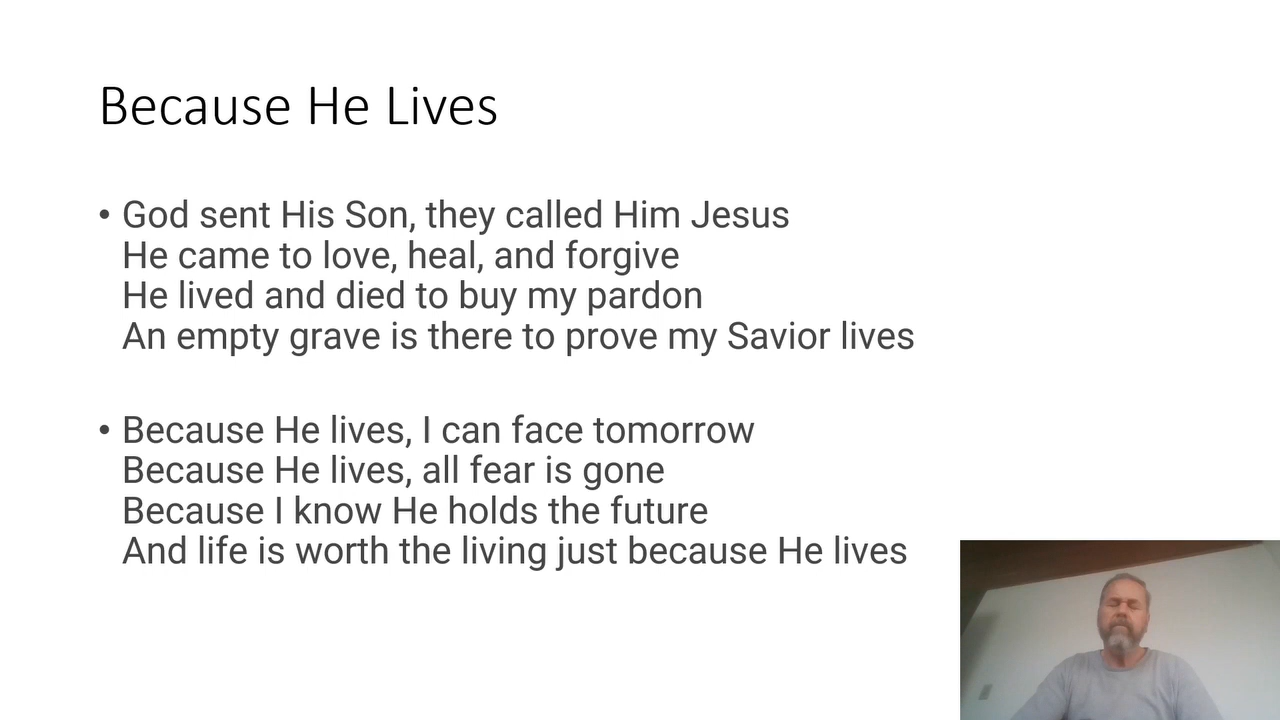 Because He Lives
• God sent His Son, they called Him Jesus
He came to love, heal, and forgive
He lived and died to buy my pardon
An empty grave is there to prove my Savior lives
• Because He lives, I can face tomorrow
Because He lives, all fear is gone
Because I know He holds the future
And life is worth the living just because He lives